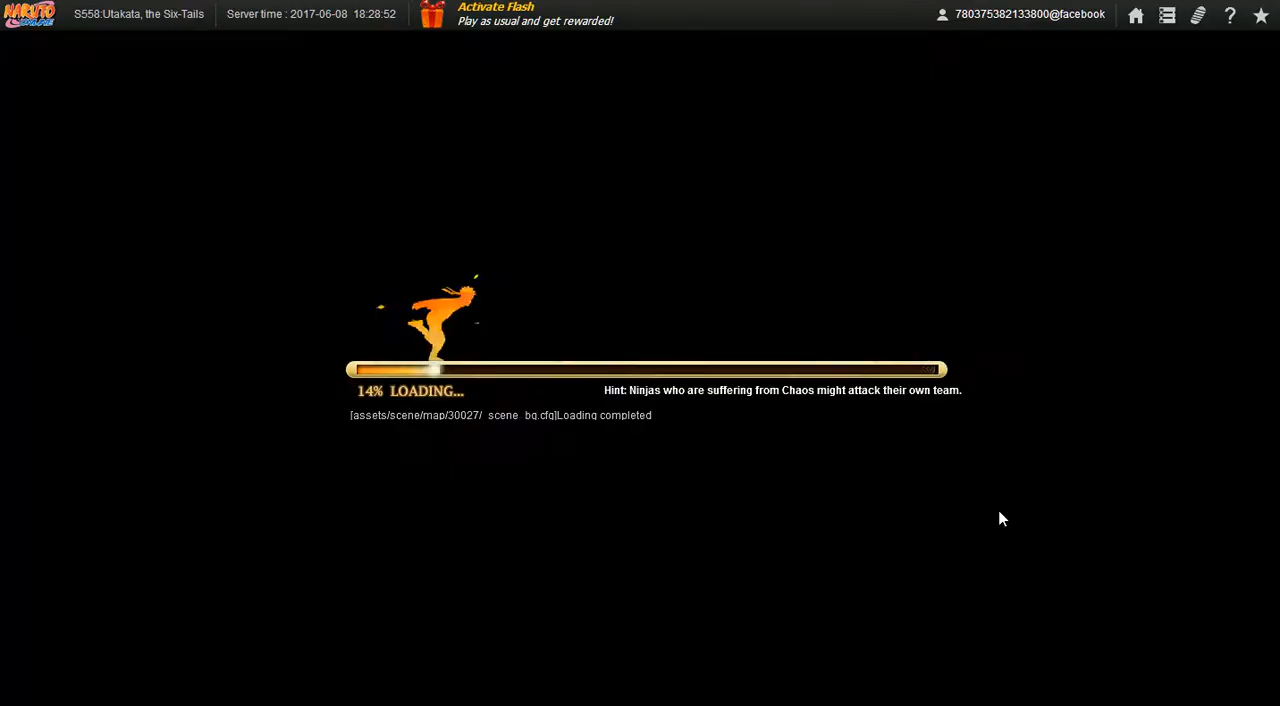 NARUTO ONLINE
S558:Utakata, the Six-Tails
Server time : 2017-06-08 18:28:52
Activate Flash
Play as usual and get rewarded!
780375382133800@facebook
?
14% LOADING...
Hint: Ninjas who are suffering from Chaos might attack their own team.
[assets/scene/map/30027/_scene_bg.cfg]Loading completed